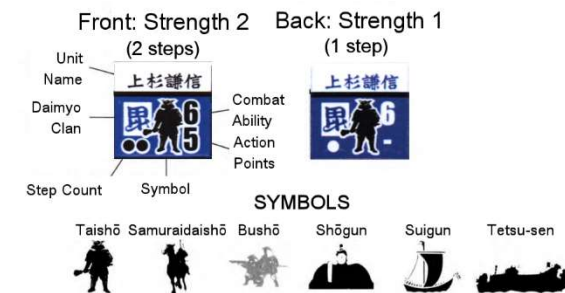 Front: Strength 2 Back: Strength 1
(2 steps) (1 step)
Unit
Name
上杉謙信
上杉謙信
Daimyo
Clan
毘 6
5
Combat
Ability
Action
Points
毘 6
-
Step Count
Symbol
SYMBOLS
Taishō Samuraidaishō Bushō Shōgun Suigun Tetsu-sen